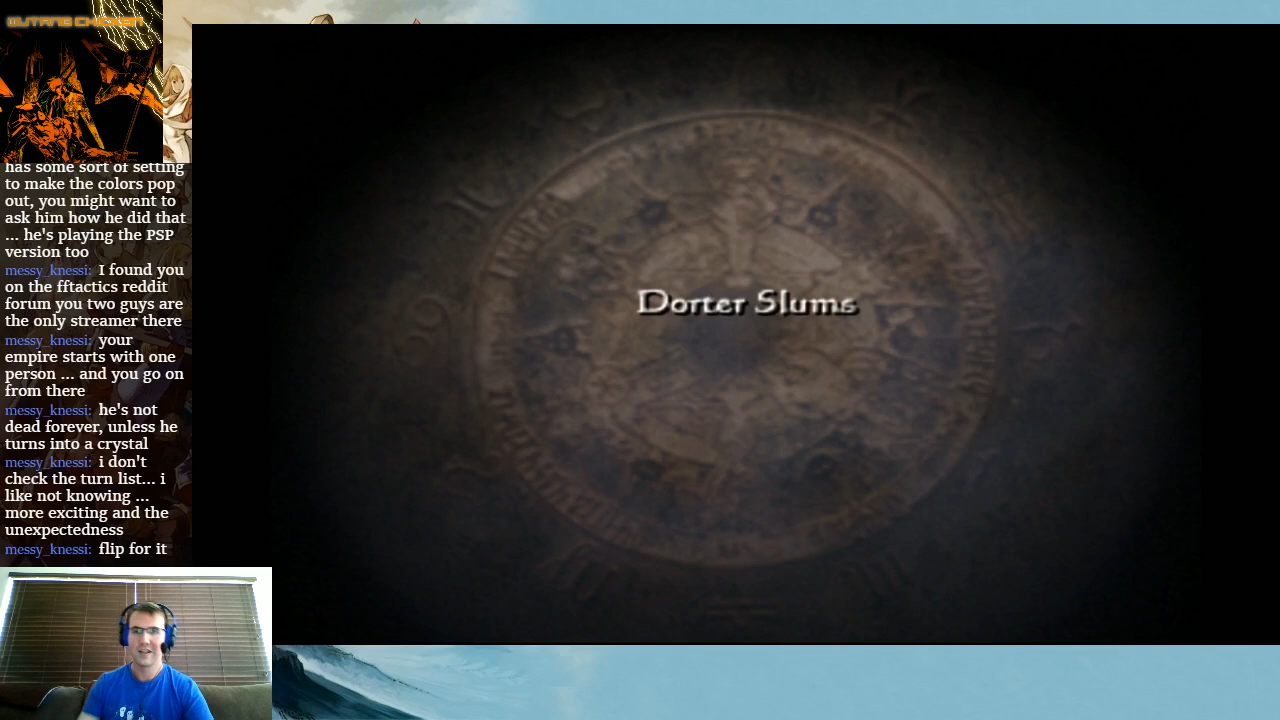 WUTANG CHICKEN
has some sort of setting
to make the colors pop
out, you might want to
ask him how he did that
... he's playing the PSP
version too
messy_knessi: I found you
on the fftactics reddit
forum you two guys are
the only streamer there
messy_knessi: your
empire starts with one
person ... and you go on
from there
messy_knessi: he's not
dead forever, unless he
turns into a crystal
messy_knessi: i don't
check the turn list... i
like not knowing ...
more exciting and the
unexpectedness
messy_knessi: flip for it
Dorter Slums